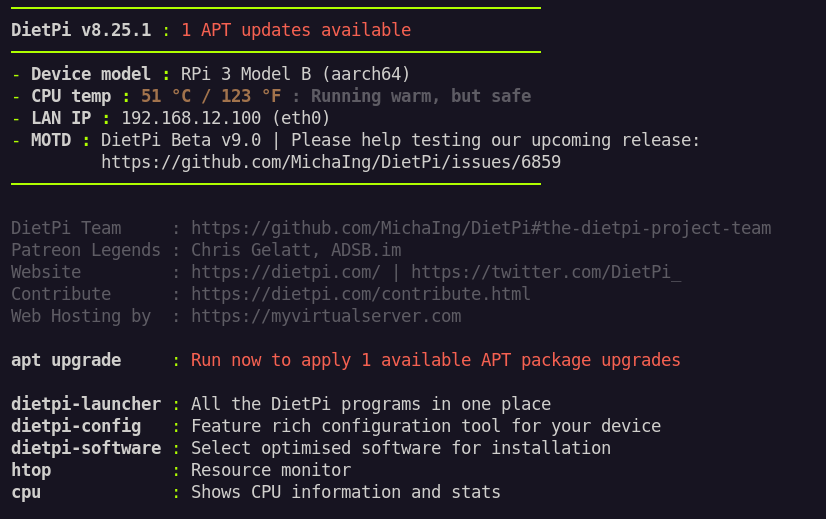 DietPi v8.25.1 : 1 APT updates available
- Device model : RPi 3 Model B (aarch64)
- CPU temp : 51 °C / 123 °F : Running warm, but safe
- LAN IP : 192.168.12.100 (eth0)
- MOTD : DietPi Beta v9.0 | Please help testing our upcoming release:
https://github.com/MichaIng/DietPi/issues/6859
DietPi Team : https://github.com/MichaIng/DietPi#the-dietpi-project-team
Patreon Legends : Chris Gelatt, ADSB.im
Website : https://dietpi.com/ | https://twitter.com/DietPi_
Contribute : https://dietpi.com/contribute.html
Web Hosting by : https://myvirtualserver.com
apt upgrade : Run now to apply 1 available APT package upgrades
dietpi-launcher : All the DietPi programs in one place
dietpi-config : Feature rich configuration tool for your device
dietpi-software : Select optimised software for installation
htop : Resource monitor
cpu : Shows CPU information and stats